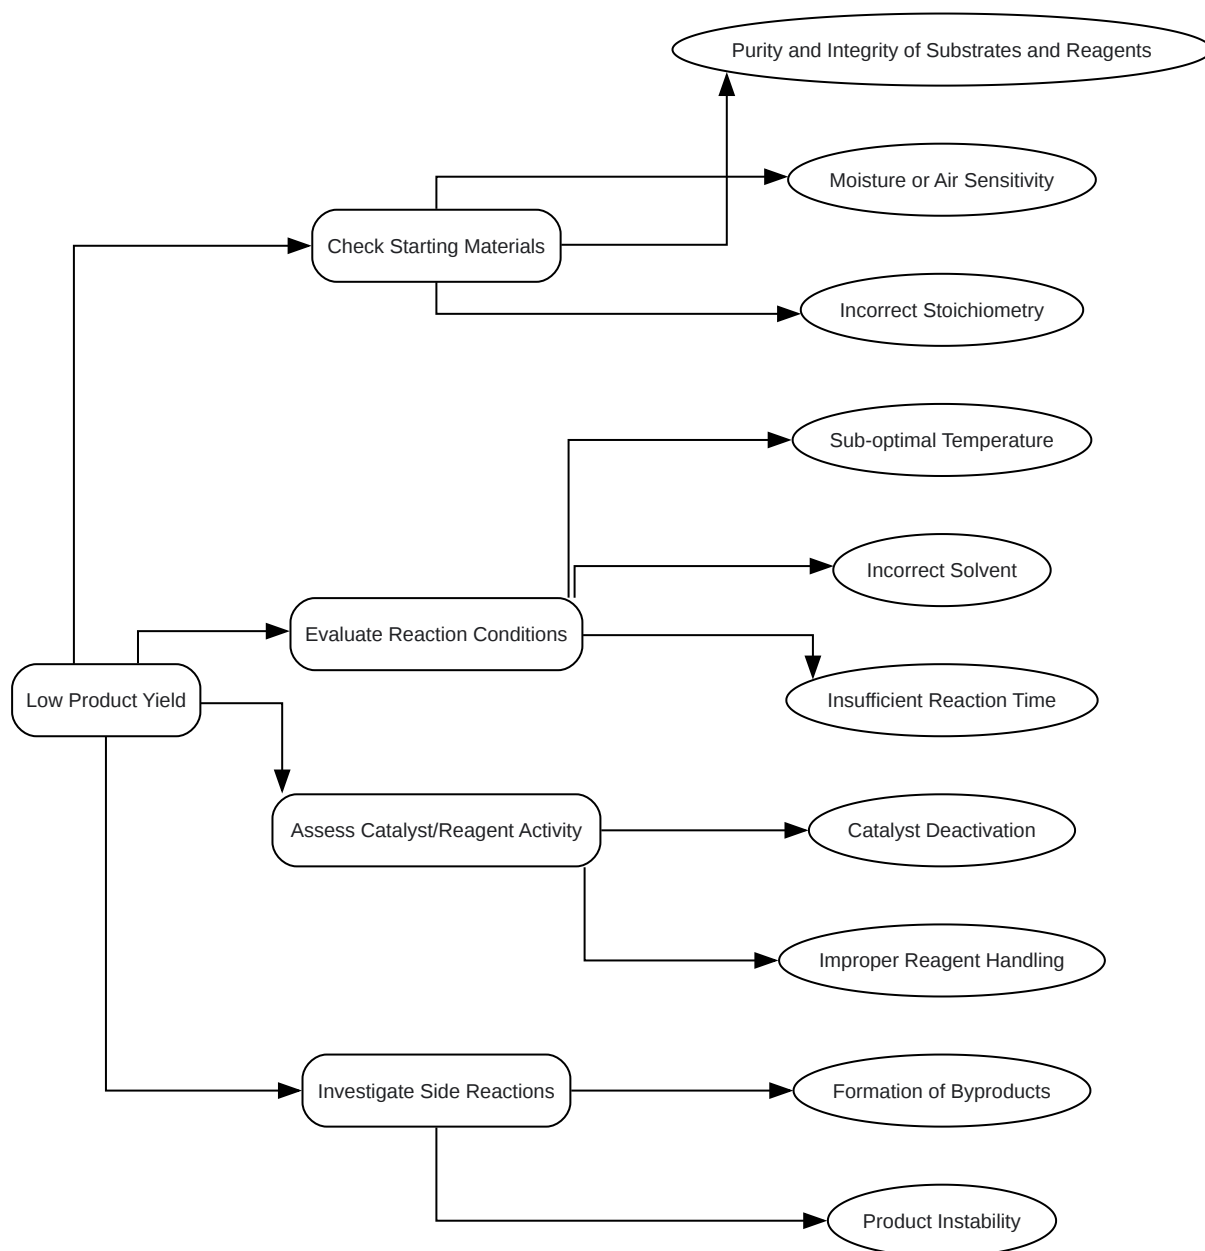 Purity and Integrity of Substrates and Reagents
Moisture or Air Sensitivity
Check Starting Materials
Incorrect Stoichiometry
Sub-optimal Temperature
Incorrect Solvent
Evaluate Reaction Conditions
Low Product Yield
Insufficient Reaction Time
Assess Catalyst/Reagent Activity
Catalyst Deactivation
Improper Reagent Handling
Investigate Side Reactions
Formation of Byproducts
Product Instability